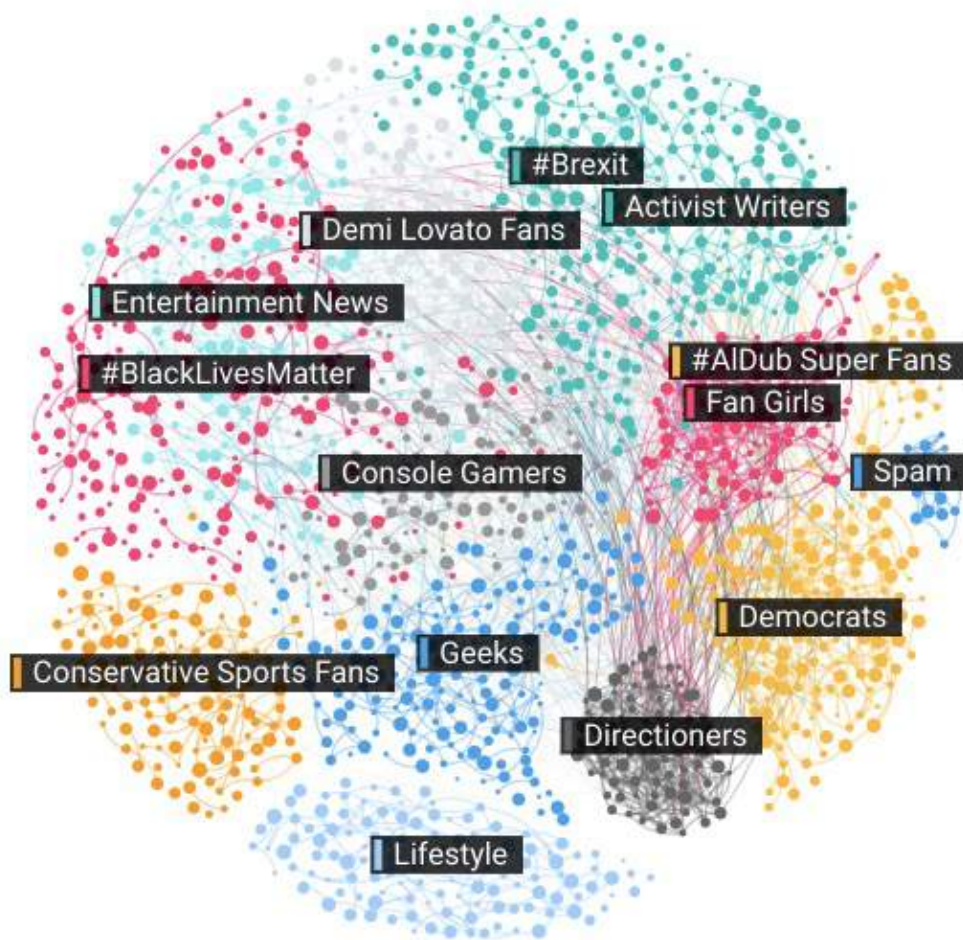 #Brexit
Activist Writers
Demi Lovato Fans
Entertainment News
#BlackLivesMatter
#AlDub Super Fans
Fan Girls
Console Gamers
Spam
Democrats
Geeks
Conservative Sports Fans
Directioners
Lifestyle